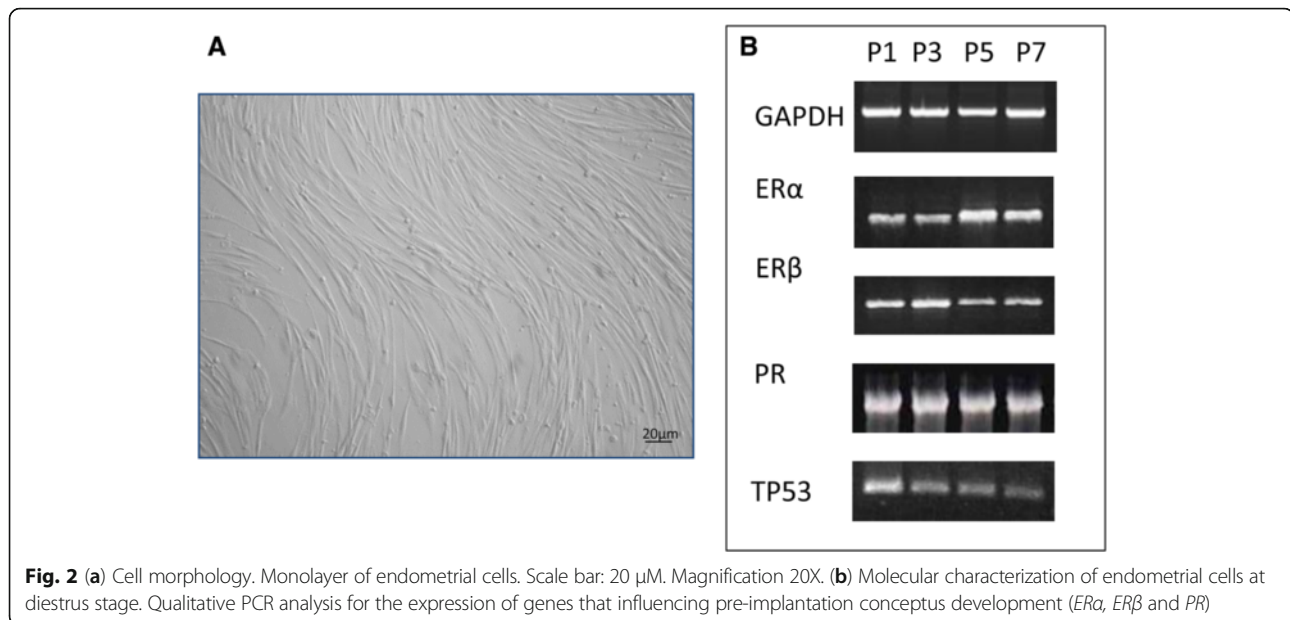 A
20µm
B
P1 P3 P5 P7
GAPDH
ERα
ERβ
PR
TP53
Fig. 2 (a) Cell morphology. Monolayer of endometrial cells. Scale bar: 20 μM. Magnification 20X. (b) Molecular characterization of endometrial cells at
diestrus stage. Qualitative PCR analysis for the expression of genes that influencing pre-implantation conceptus development (ERα, ERβ and PR)